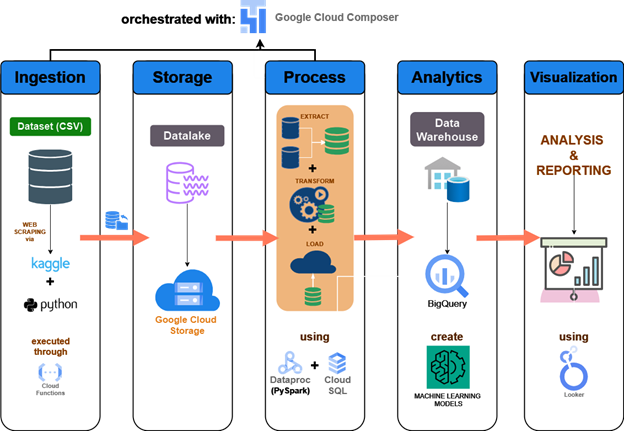 orchestrated with:
Google Cloud Composer
Ingestion
Dataset (CSV)
WEB
SCRAPING
via
kaggle
+
python
executed
through
Cloud
Functions
Storage
Datalake
Google Cloud
Storage
Process
EXTRACT
+
TRANSFORM
+
LOAD
using
Dataproc
(PySpark)
+
Cloud
SQL
Analytics
Data
Warehouse
BigQuery
create
MACHINE LEARNING
MODELS
Visualization
ANALYSIS
&
REPORTING
using
Looker